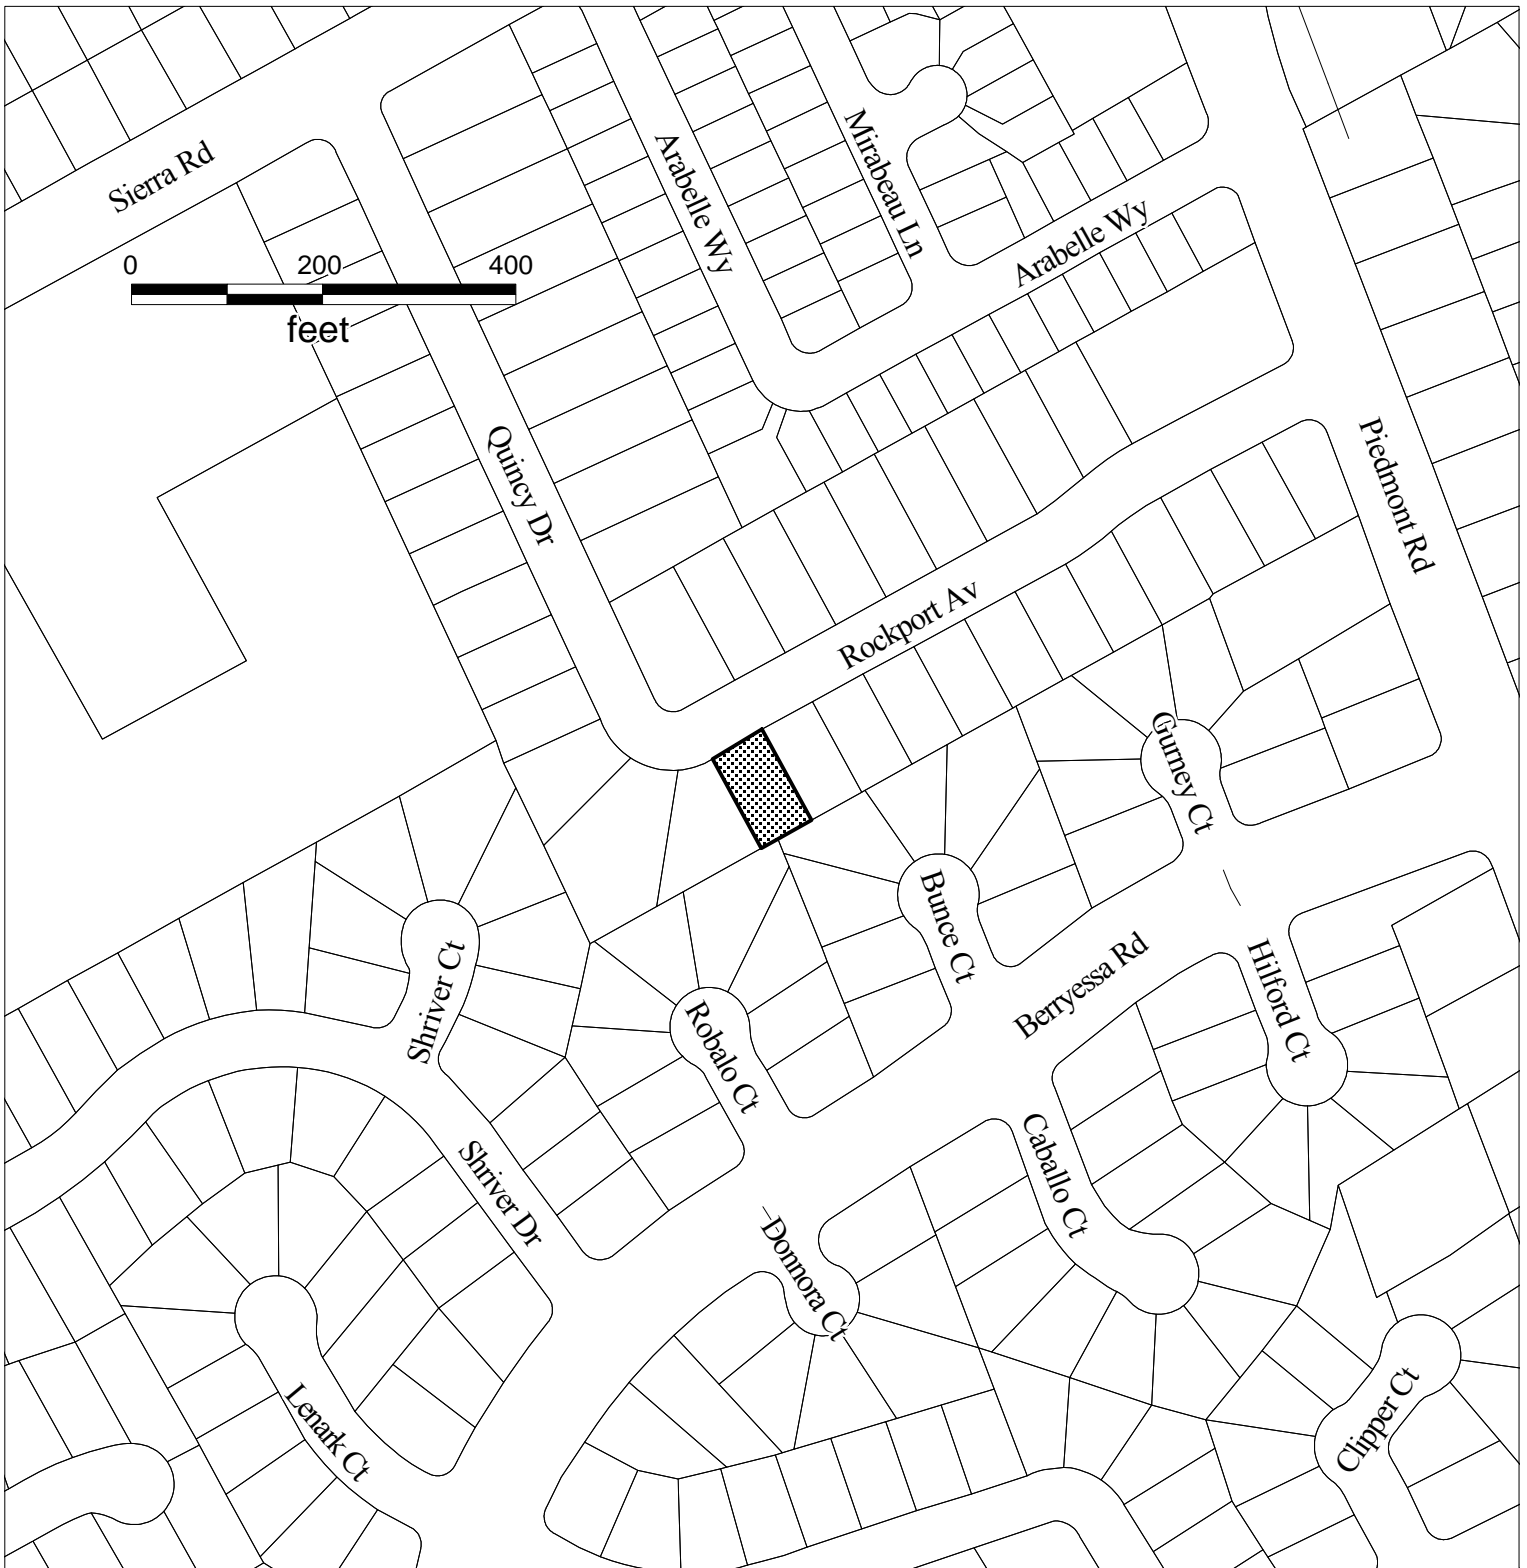 Sierra Rd
Arabelle Wy
Mirabeau Ln
Arabelle Wy
0 200 400
feet
Quincy Dr
Piedmont Rd
Rockport Av
Gurney Ct
Bunce Ct
Shriver Ct
Robalo Ct
Berryessa Rd
Hilford Ct
Shriver Dr
Caballo Ct
Donnora Ct
Lenark Ct
Clipper Ct